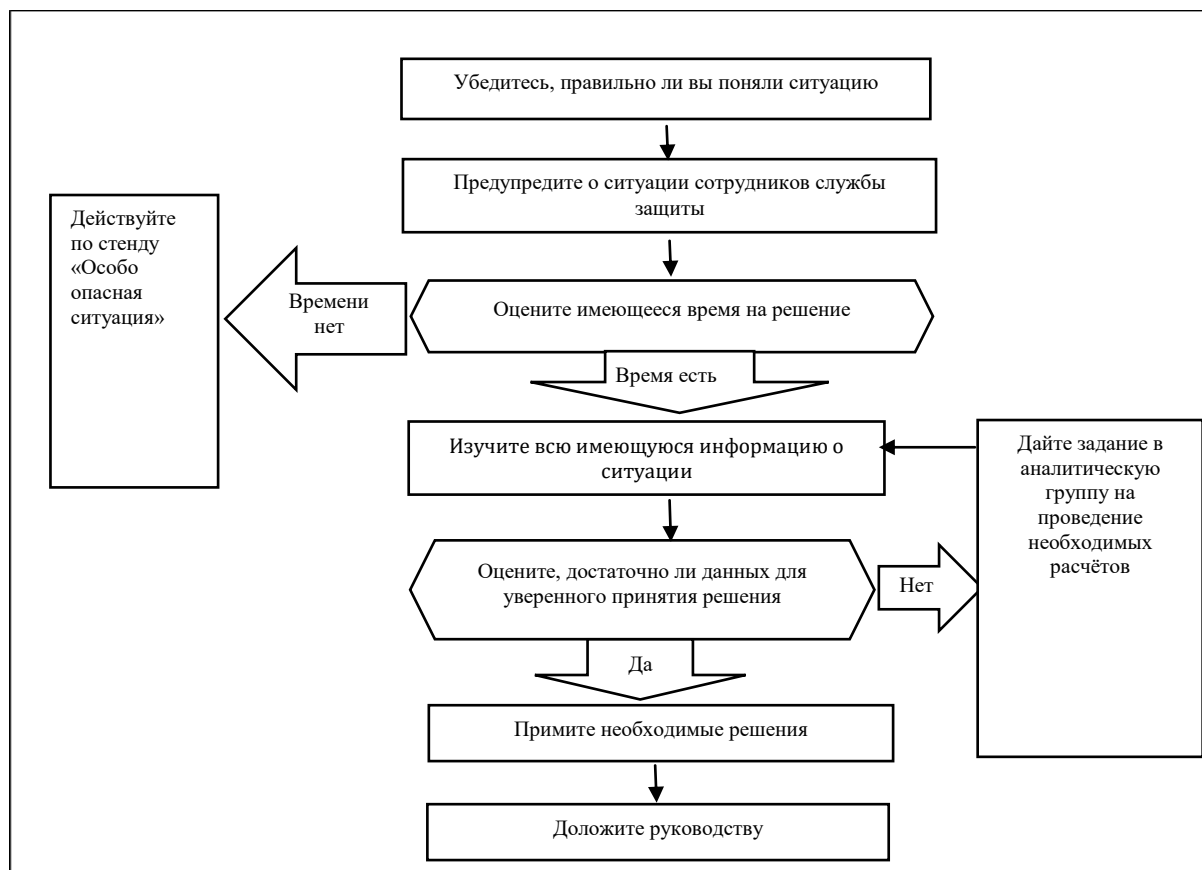 Убедитесь, правильно ли вы поняли ситуацию
Предупредите о ситуации сотрудников службы
защиты
Действуйте
по стенду
«Особо
опасная
ситуация»
Времени
нет
Оцените имеющееся время на решение
Время есть
Изучите всю имеющуюся информацию о
ситуации
Дайте задание в
аналитическую
группу на
проведение
необходимых
расчётов
Оцените, достаточно ли данных для
уверенного принятия решения
Нет
Да
Примите необходимые решения
Доложите руководству